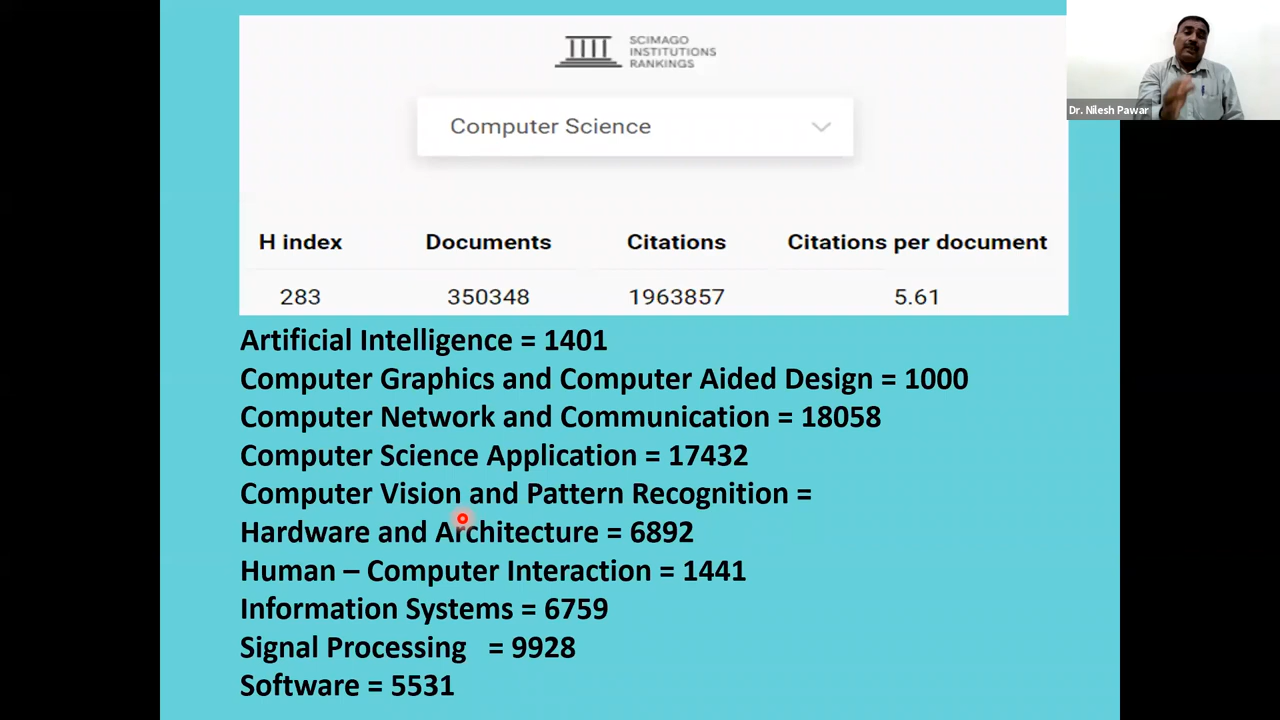 SCIMAGO
INSTITUTIONS
RANKINGS
Dr. Nilesh Pawar
Computer Science
H index Documents Citations Citations per document
283 350348 1963857 5.61
Artificial Intelligence = 1401
Computer Graphics and Computer Aided Design = 1000
Computer Network and Communication = 18058
Computer Science Application = 17432
Computer Vision and Pattern Recognition =
Hardware and Architecture = 6892
Human – Computer Interaction = 1441
Information Systems = 6759
Signal Processing = 9928
Software = 5531